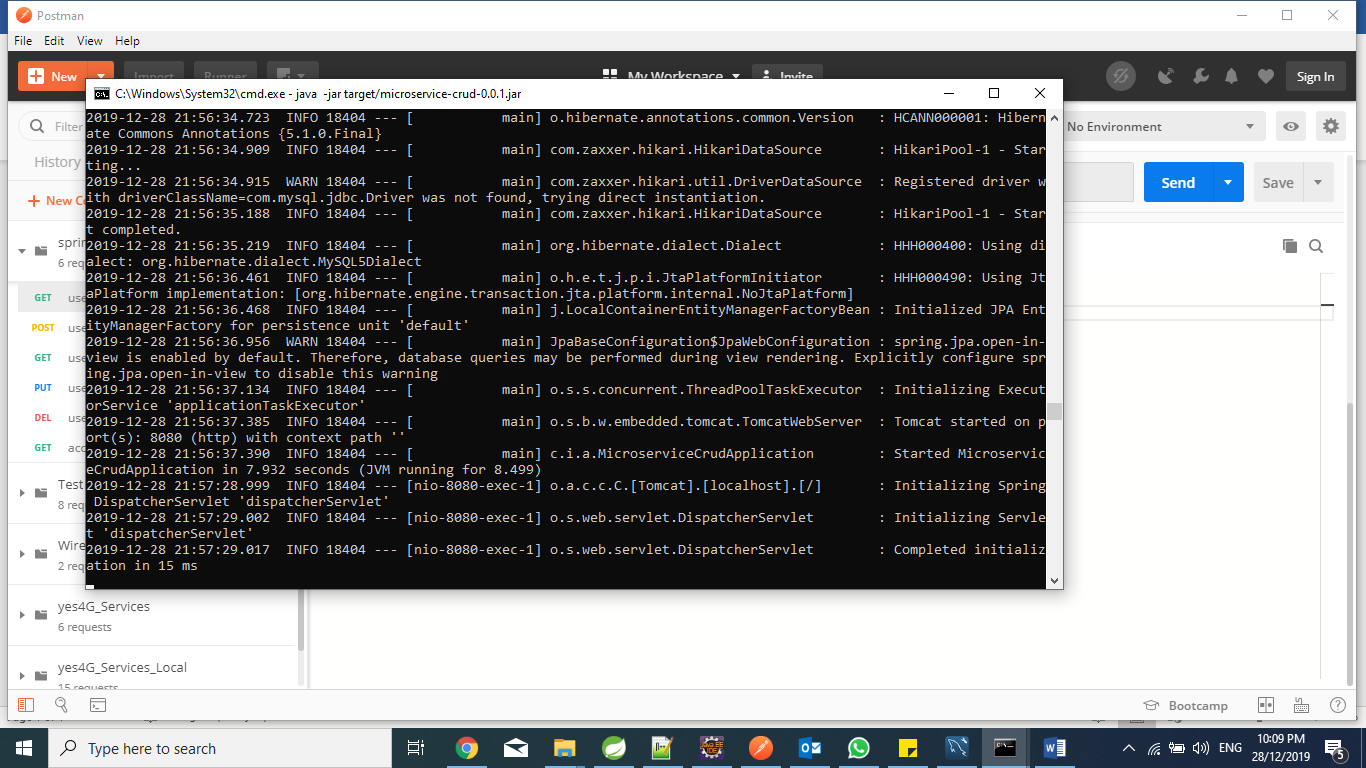 Postman
File Edit View Help
New Import Runner My Workspace Invite Sign In
C:\Windows\System32\cmd.exe - java -jar target/microservice-crud-0.0.1.jar
Filter
No Environment
History
New
Send
Save
2019-12-28 21:56:34.723  INFO 18404 --- [           main] o.hibernate.annotations.common.Version   : HCANN000001: Hibern
ate Commons Annotations {5.1.0.Final}
2019-12-28 21:56:34.909  INFO 18404 --- [           main] com.zaxxer.hikari.HikariDataSource       : HikariPool-1 - Star
ting...
2019-12-28 21:56:34.915  WARN 18404 --- [           main] com.zaxxer.hikari.util.DriverDataSource  : Registered driver w
ith driverClassName=com.mysql.jdbc.Driver was not found, trying direct instantiation.
2019-12-28 21:56:35.188  INFO 18404 --- [           main] com.zaxxer.hikari.HikariDataSource       : HikariPool-1 - Star
t completed.
2019-12-28 21:56:35.219  INFO 18404 --- [           main] org.hibernate.dialect.Dialect            : HHH000400: Using di
alect: org.hibernate.dialect.MySQL5Dialect
2019-12-28 21:56:36.461  INFO 18404 --- [           main] o.h.e.t.j.p.i.JtaPlatformInitiator       : HHH000490: Using Jt
aPlatform implementation: [org.hibernate.engine.transaction.jta.platform.internal.NoJtaPlatform]
2019-12-28 21:56:36.468  INFO 18404 --- [           main] j.LocalContainerEntityManagerFactoryBean : Initialized JPA Ent
ityManagerFactory for persistence unit 'default'
2019-12-28 21:56:36.956  WARN 18404 --- [           main] JpaBaseConfiguration$JpaWebConfiguration : spring.jpa.open-in-
view is enabled by default. Therefore, database queries may be performed during view rendering. Explicitly configure spr
ing.jpa.open-in-view to disable this warning
2019-12-28 21:56:37.134  INFO 18404 --- [           main] o.s.s.concurrent.ThreadPoolTaskExecutor  : Initializing Execut
orService 'applicationTaskExecutor'
2019-12-28 21:56:37.385  INFO 18404 --- [           main] o.s.b.w.embedded.tomcat.TomcatWebServer  : Tomcat started on p
ort(s): 8080 (http) with context path ''
2019-12-28 21:56:37.390  INFO 18404 --- [           main] c.i.a.MicroserviceCrudApplication        : Started Microservic
eCrudApplication in 7.932 seconds (JVM running for 8.499)
2019-12-28 21:57:28.999  INFO 18404 --- [nio-8080-exec-1] o.a.c.c.C.[Tomcat].[localhost].[/]       : Initializing Spring
 DispatcherServlet 'dispatcherServlet'
2019-12-28 21:57:29.002  INFO 18404 --- [nio-8080-exec-1] o.s.web.servlet.DispatcherServlet        : Initializing Servle
t 'dispatcherServlet'
2019-12-28 21:57:29.017  INFO 18404 --- [nio-8080-exec-1] o.s.web.servlet.DispatcherServlet        : Completed initializ
ation in 15 ms
6 req
GET use
POST use
GET use
PUT use
DEL use
GET acc
Test
8 req
Wire
2 req
yes4G_Services
6 requests
yes4G_Services_Local
15 requests
Bootcamp
Type here to search
ENG
10:09 PM
28/12/2019
5